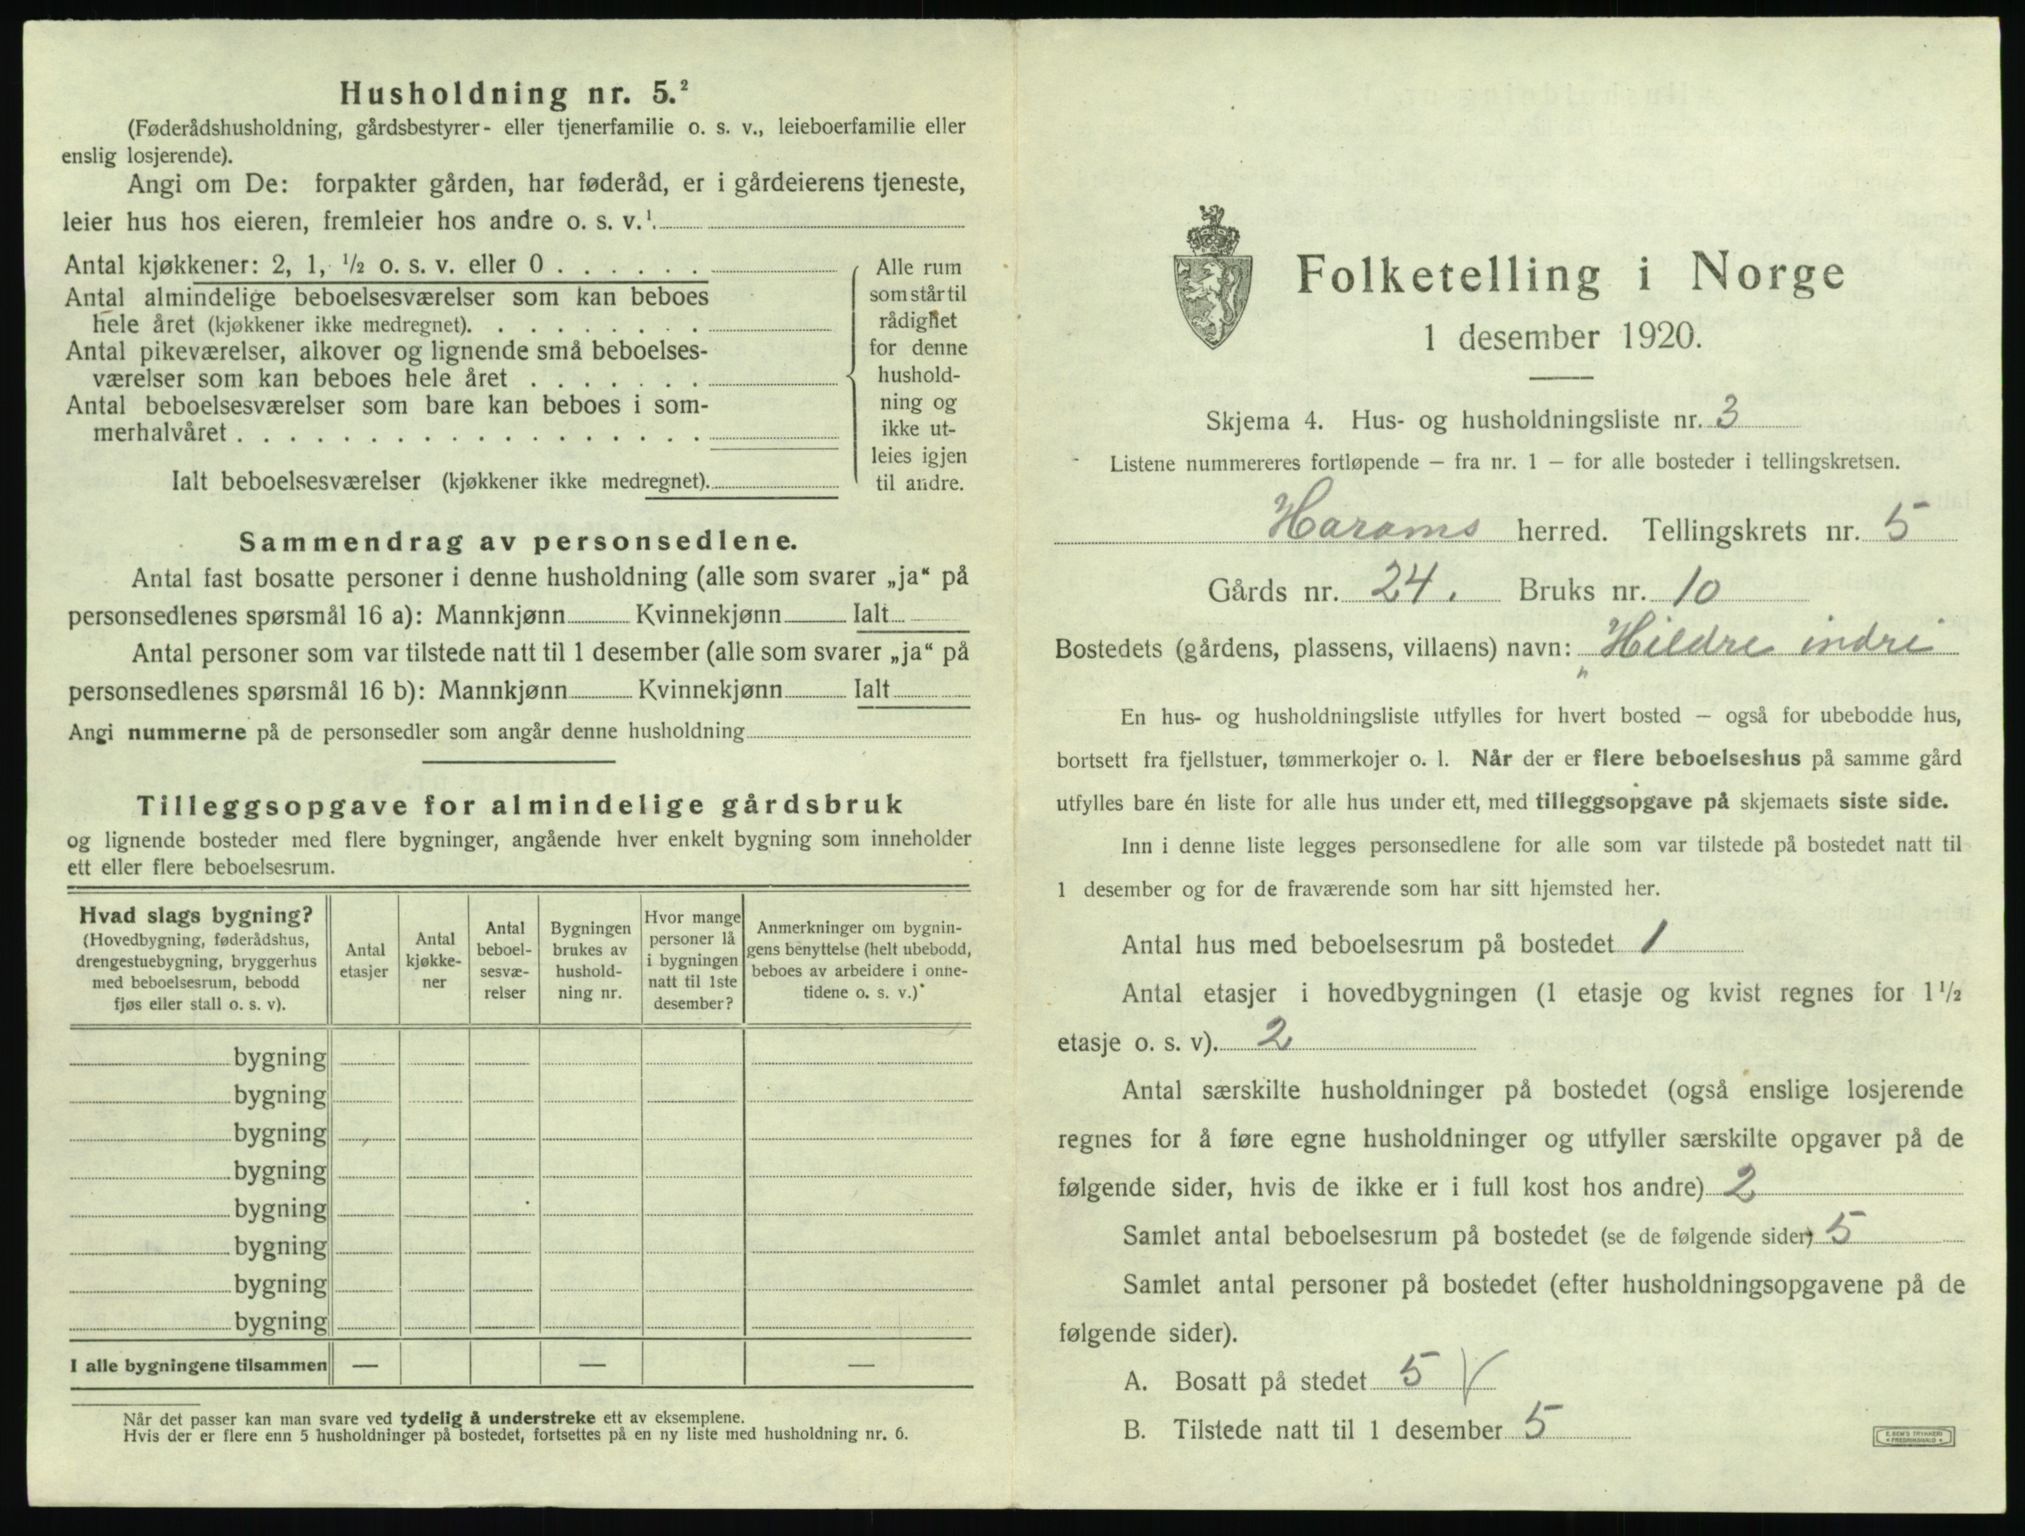 Husholdning nr. 5.²
(Føderådshusholdning, gårdsbestyrer- eller tjenerfamilie o. s. v., leieboerfamilie eller
enslig losjerende).
Angi om De: forpakter gården, har føderåd, er i gårdeierens tjeneste,
leier hus hos eieren, fremleier hos andre o. s. v.¹
Antal kjøkkener: 2, 1, ½ o. s. v. eller 0 . . . . . .
Antal almindelige beboelsesværelser som kan beboes
hele året (kjøkkener ikke medregnet). . . . . . . . .
Antal pikeværelser, alkover og lignende små beboelses-
værelser som kan beboes hele året . . . . . . .
Antal beboelsesværelser som bare kan beboes i som-
merhalvåret . . . . . . . . . . . . . . . . . .
Ialt beboelsesværelser (kjøkkener ikke medregnet).
Alle rum
som står til
rådighet
for denne
hushold-
ning og
ikke ut-
leies igjen
til andre.
Sammendrag av personsedlene.
Antal fast bosatte personer i denne husholdning (alle som svarer „ja“ på
personsedlenes spørsmål 16 a): Mannkjønn Kvinnekjønn Ialt
Antal personer som var tilstede natt til 1 desember (alle som svarer „ja“ på
personsedlenes spørsmål 16 b): Mannkjønn Kvinnekjønn Ialt
Angi nummerne på de personsedler som angår denne husholdning
Tilleggsopgave for almindelige gårdsbruk
og lignende bosteder med flere bygninger, angående hver enkelt bygning som inneholder
ett eller flere beboelsesrum.
Hvad slags bygning?
(Hovedbygning, føderådshus,
drengestuebygning, bryggerhus
med beboelsesrum, bebodd
fjøs eller stall o. s. v).
Antal
etasjer
Antal
kjøkke-
ner
Antal
beboel-
sesvæ-
relser
Bygningen
brukes av
hushold-
ning nr.
Hvor mange
personer lå
i bygningen
natt til 1ste
desember?
Anmerkninger om bygnin-
gens benyttelse (helt ubebodd,
beboes av arbeidere i onne-
tidene o. s. v.)
bygning
bygning
bygning
bygning
bygning
bygning
bygning
bygning
I alle bygningene tilsammen — — —
Når det passer kan man svare ved tydelig å understreke ett av eksemplene.
Hvis der er flere enn 5 husholdninger på bostedet, fortsettes på en ny liste med husholdning nr. 6.
Folketelling i Norge
1 desember 1920.
Skjema 4. Hus- og husholdningsliste nr. 3
Listene nummereres fortløpende – fra nr. 1 – for alle bosteder i tellingskretsen.
Harams herred. Tellingskrets nr. 5
Gårds nr. 24. Bruks nr. 10
Bostedets (gårdens, plassens, villaens) navn: „Hildre indri
En hus- og husholdningsliste utfylles for hvert bosted – også for ubebodde hus,
bortsett fra fjellstuer, tømmerkojer o. l. Når der er flere beboelseshus på samme gård
utfylles bare én liste for alle hus under ett, med tilleggsopgave på skjemaets siste side.
Inn i denne liste legges personsedlene for alle som var tilstede på bostedet natt til
1 desember og for de fraværende som har sitt hjemsted her.
Antal hus med beboelsesrum på bostedet 1
Antal etasjer i hovedbygningen (1 etasje og kvist regnes for 1½
etasje o. s. v). 2
Antal særskilte husholdninger på bostedet (også enslige losjerende
regnes for å føre egne husholdninger og utfyller særskilte opgaver på de
følgende sider, hvis de ikke er i full kost hos andre) 2
Samlet antal beboelsesrum på bostedet (se de følgende sider) 5
Samlet antal personer på bostedet (efter husholdningsopgavene på de
følgende sider).
A. Bosatt på stedet 5 √
B. Tilstede natt til 1 desember 5